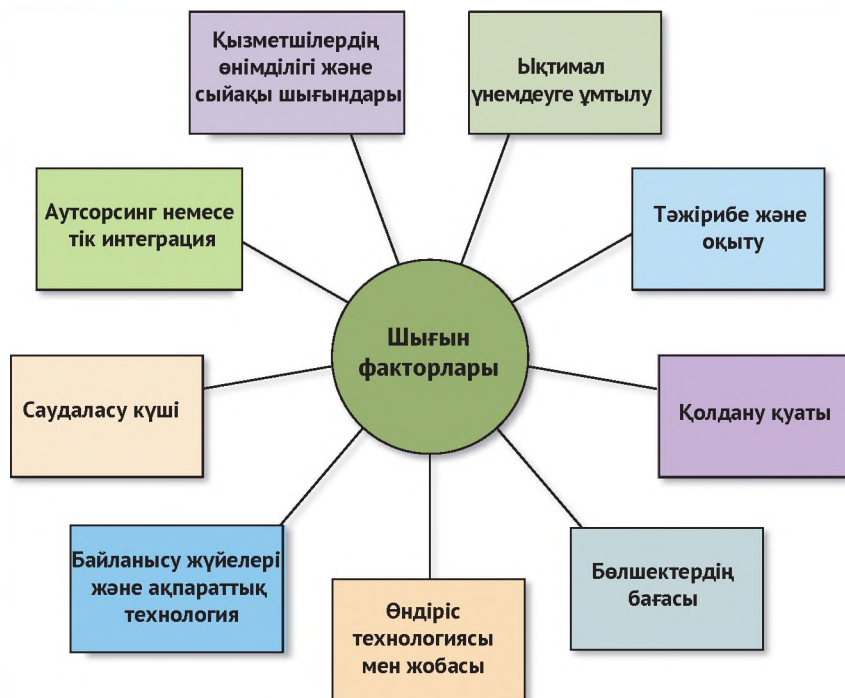 Қызметшілердің
өнімділігі және
сыйақы шығындары
Ықтимал
үнемдеуге ұмтылу
Аутсорсинг немесе
тік интеграция
Тәжірибе және
оқыту
Шығын
факторлары
Саудаласу күші
Қолдану қуаты
Байланысу жүйелері
және ақпараттық
технология
Бөлшектердің
бағасы
Өндіріс
технологиясы
мен жобасы